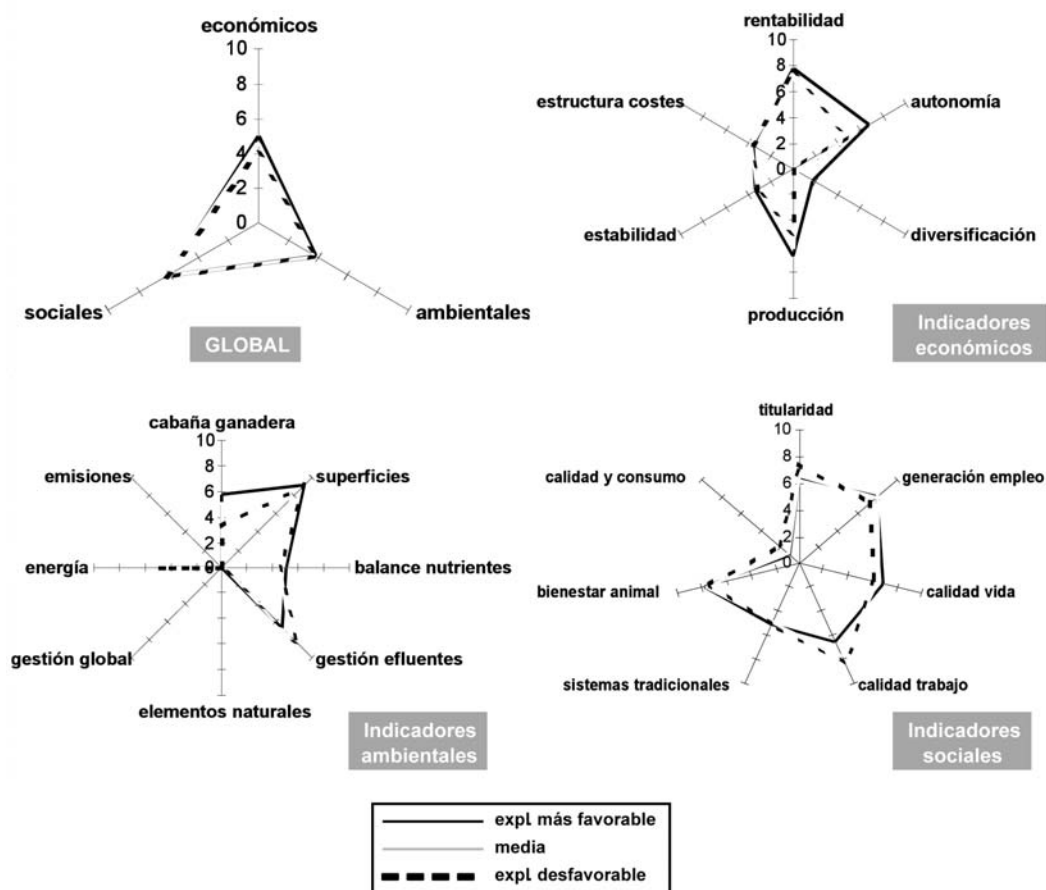 económicos
10
8
6
4
2
0
sociales
ambientales
GLOBAL
rentabilidad
10
8
6
4
2
0
estructura costes
autonomía
estabilidad
diversificación
producción
Indicadores
económicos
cabaña ganadera
10
8
6
4
2
0
emisiones
superficies
energía
balance nutrientes
gestión global
gestión efluentes
elementos naturales
Indicadores
ambientales
titularidad
10
8
6
4
2
0
calidad y consumo
generación empleo
bienestar animal
calidad vida
sistemas tradicionales
calidad trabajo
Indicadores
sociales
expl. más favorable
media
expl. desfavorable